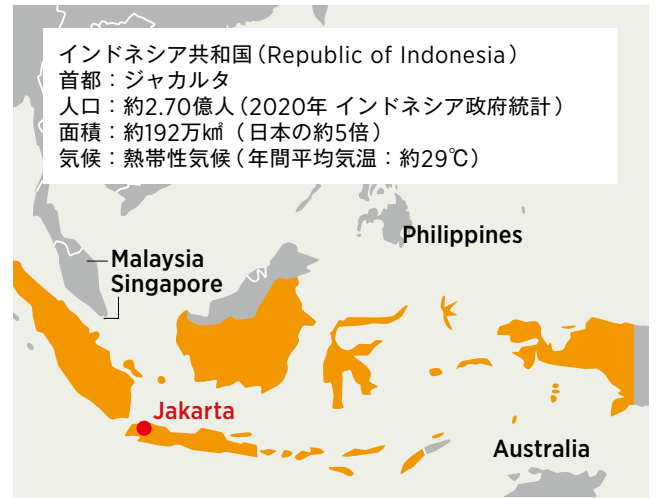 インドネシア共和国(Republic of Indonesia)
首都：ジャカルタ
人口：約2.70億人(2020年 インドネシア政府統計)
面積：約192万㎢(日本の約5倍)
気候：熱帯性気候(年間平均気温：約29℃)
Philippines
Malaysia
Singapore
Jakarta
Australia